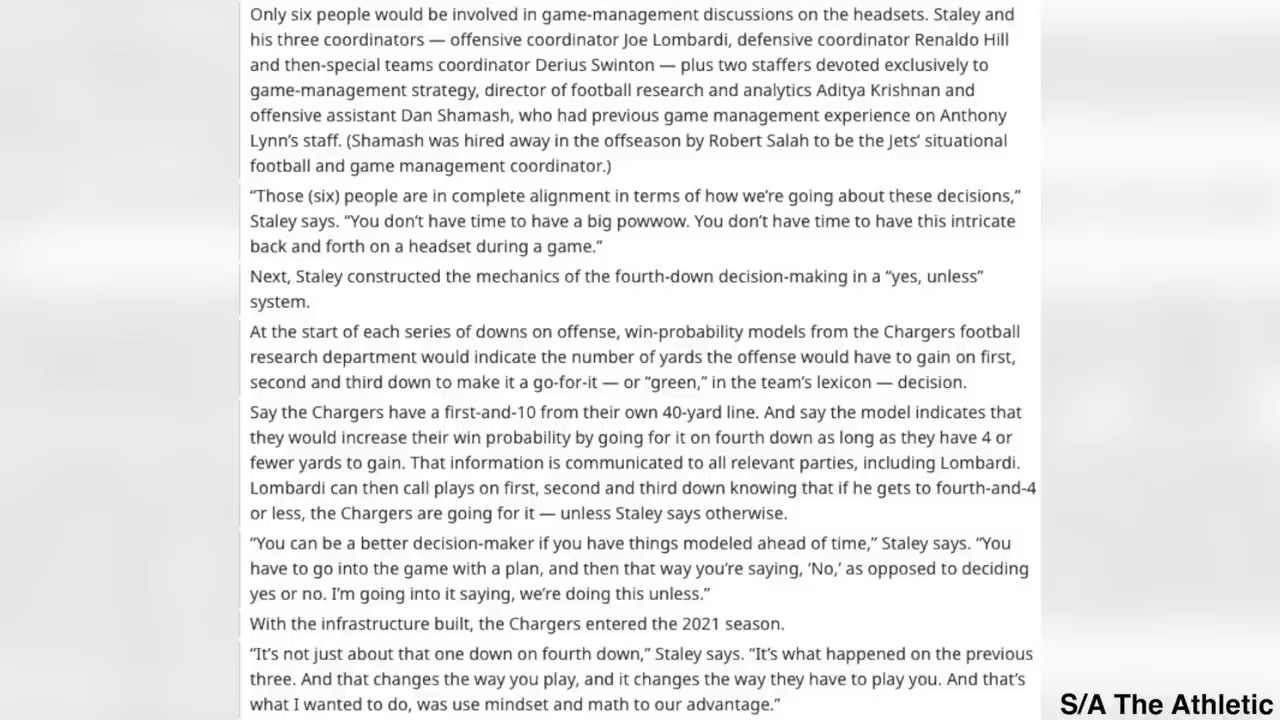 Only six people would be involved in game-management discussions on the headsets. Staley and
his three coordinators — offensive coordinator Joe Lombardi, defensive coordinator Renaldo Hill
and then-special teams coordinator Derius Swinton — plus two staffers devoted exclusively to
game-management strategy, director of football research and analytics Aditya Krishnan and
offensive assistant Dan Shamash, who had previous game management experience on Anthony
Lynn’s staff. (Shamash was hired away in the offseason by Robert Salah to be the Jets’ situational
football and game management coordinator.)
“Those (six) people are in complete alignment in terms of how we’re going about these decisions,”
Staley says. “You don’t have time to have a big powwow. You don’t have time to have this intricate
back and forth on a headset during a game.”
Next, Staley constructed the mechanics of the fourth-down decision-making in a “yes, unless”
system.
At the start of each series of downs on offense, win-probability models from the Chargers football
research department would indicate the number of yards the offense would have to gain on first,
second and third down to make it a go-for-it — or “green,” in the team’s lexicon — decision.
Say the Chargers have a first-and-10 from their own 40-yard line. And say the model indicates that
they would increase their win probability by going for it on fourth down as long as they have 4 or
fewer yards to gain. That information is communicated to all relevant parties, including Lombardi.
Lombardi can then call plays on first, second and third down knowing that if he gets to fourth-and-4
or less, the Chargers are going for it — unless Staley says otherwise.
“You can be a better decision-maker if you have things modeled ahead of time,” Staley says. “You
have to go into the game with a plan, and then that way you’re saying, ‘No,’ as opposed to deciding
yes or no. I’m going into it saying, we’re doing this unless.”
With the infrastructure built, the Chargers entered the 2021 season.
“It’s not just about that one down on fourth down,” Staley says. “It’s what happened on the previous
three. And that changes the way you play, and it changes the way they have to play you. And that’s
what I wanted to do, was use mindset and math to our advantage.”
S/A The Athletic